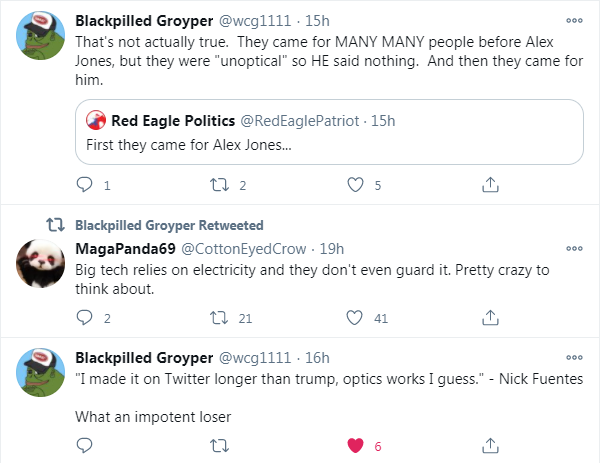 Blackpilled Groyper @wcg1111 · 15h
That's not actually true.  They came for MANY MANY people before Alex
Jones, but they were "unoptical" so HE said nothing.  And then they came for
him.
Red Eagle Politics @RedEaglePatriot · 15h
First they came for Alex Jones...
1 2 5
Blackpilled Groyper Retweeted
MagaPanda69 @CottonEyedCrow · 19h
Big tech relies on electricity and they don't even guard it. Pretty crazy to
think about.
2 21 41
Blackpilled Groyper @wcg1111 · 16h
"I made it on Twitter longer than trump, optics works I guess." - Nick Fuentes
What an impotent loser
6